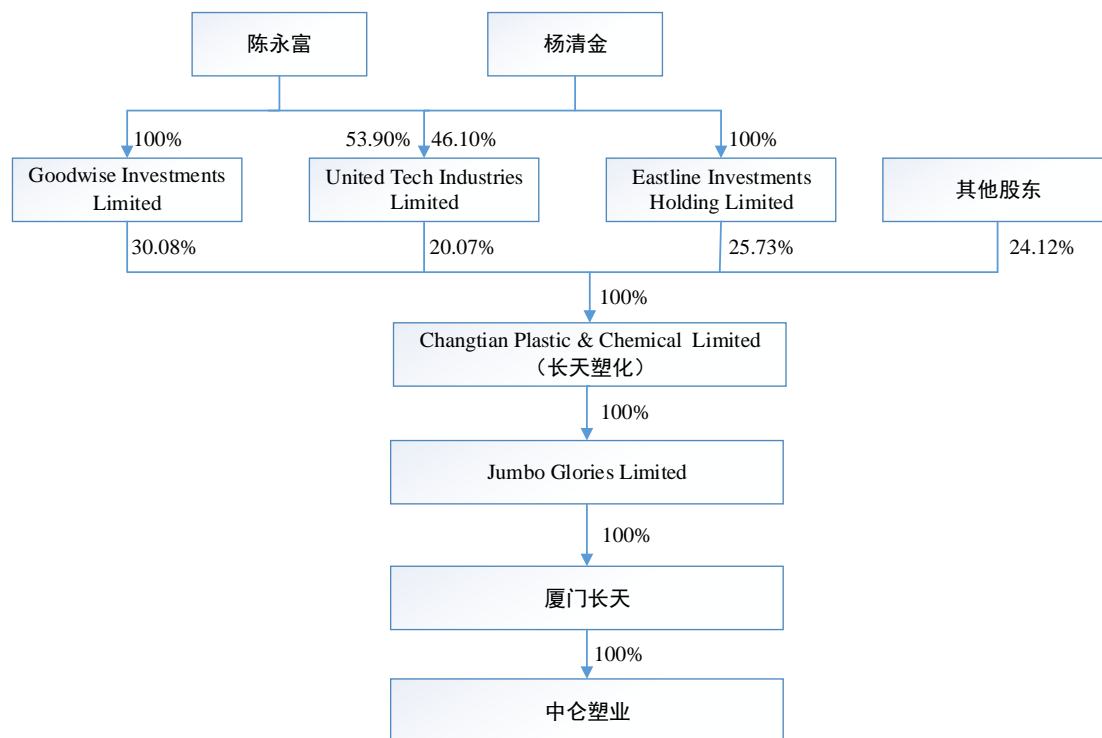 陈永富
杨清金
100%
53.90%
46.10%
100%
Goodwise Investments
Limited
United Tech Industries
Limited
Eastline Investments
Holding Limited
其他股东
30.08%
20.07%
25.73%
24.12%
100%
Changtian Plastic & Chemical Limited
（长天塑化）
100%
Jumbo Glories Limited
100%
厦门长天
100%
中仑塑业